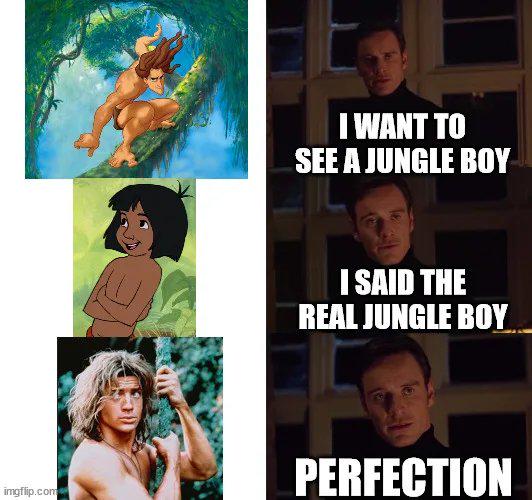 I WANT TO
SEE A JUNGLE BOY
I SAID THE
REAL JUNGLE BOY
PERFECTION
imgflip.com